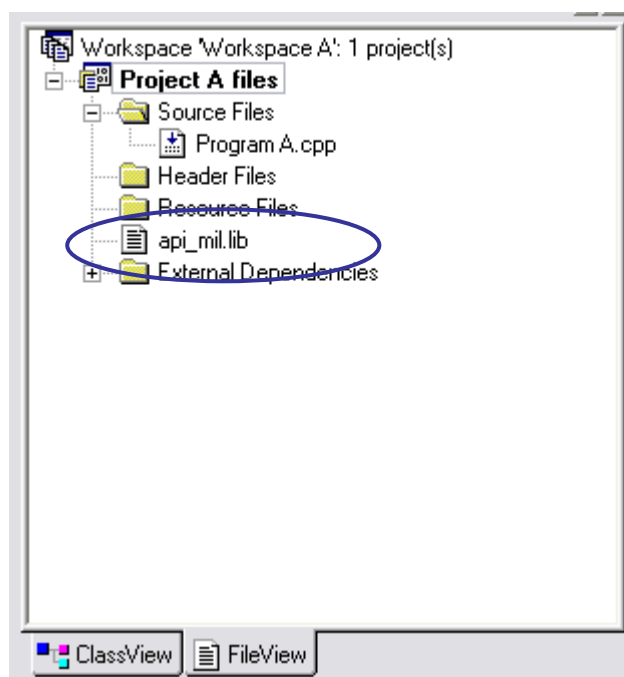 Workspace 'Workspace A': 1 project(s)
Project A files
Source Files
Program A.cpp
Header Files
Resource Files
api_mil.lib
External Dependencies
ClassView FileView